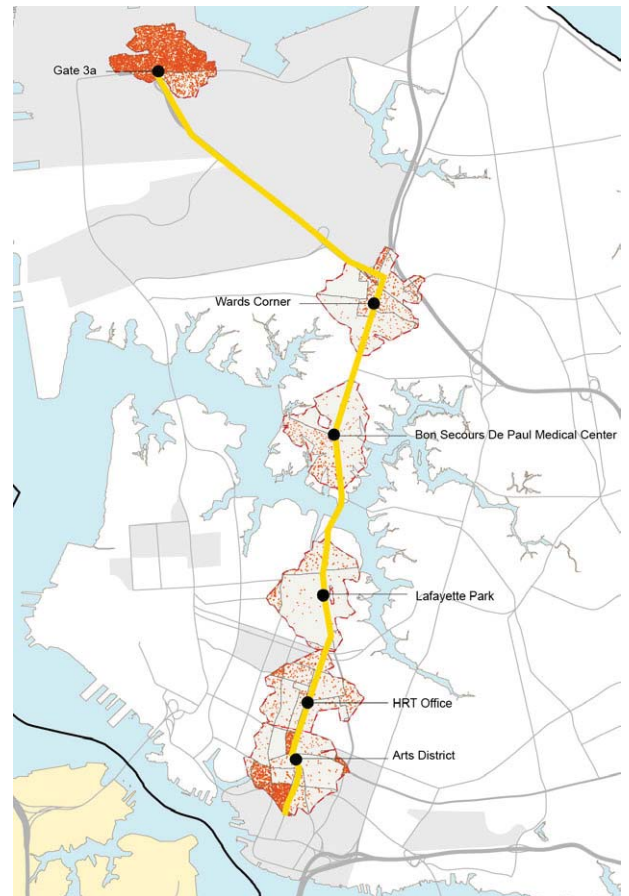 Gate 3a
Wards Corner
Bon Secours De Paul Medical Center
Lafayette Park
HRT Office
Arts District